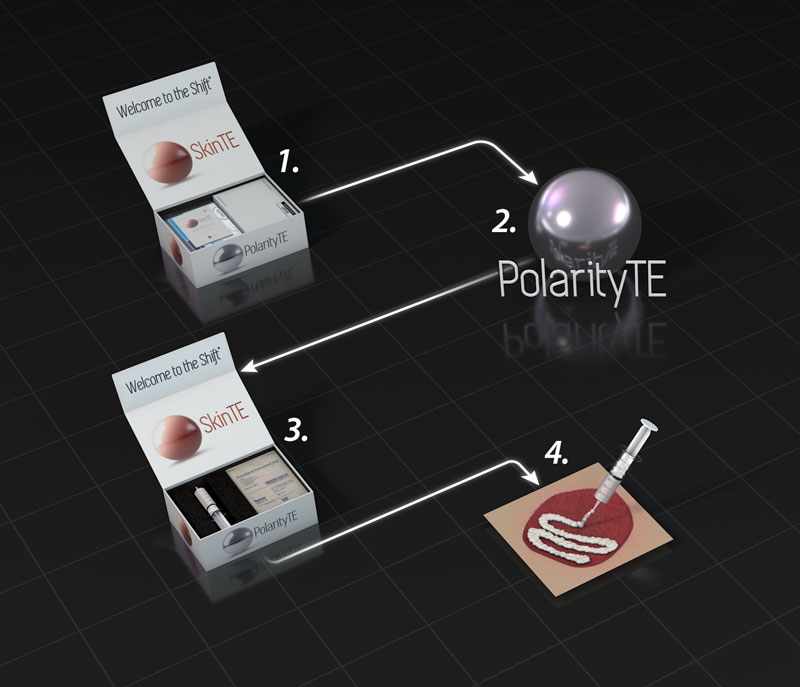 Welcome to the Shift®
SkinTE
1.
PolarityTE
2.
PolarityTE
Welcome to the Shift®
SkinTE
3.
PolarityTE
4.